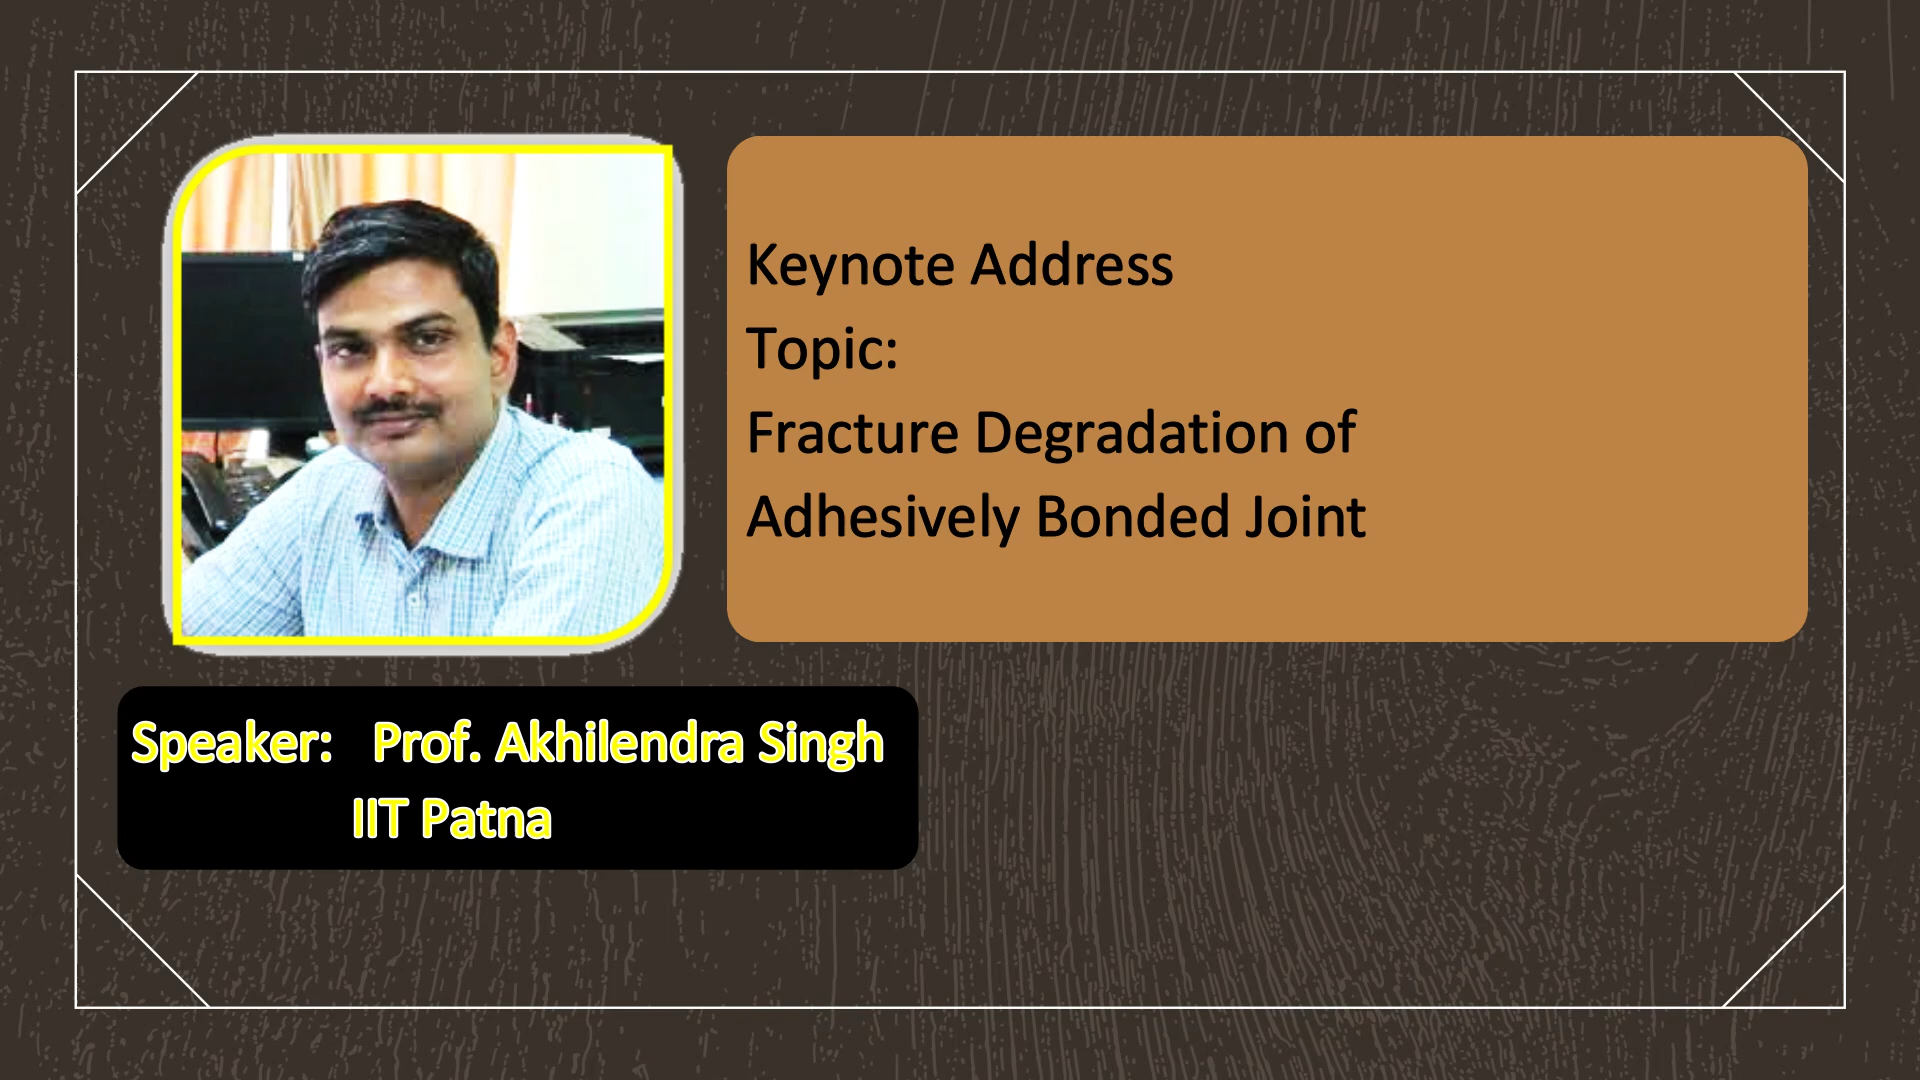 Keynote Address
Topic:
Fracture Degradation of
Adhesively Bonded Joint
Speaker: Prof. Akhilendra Singh
IIT Patna